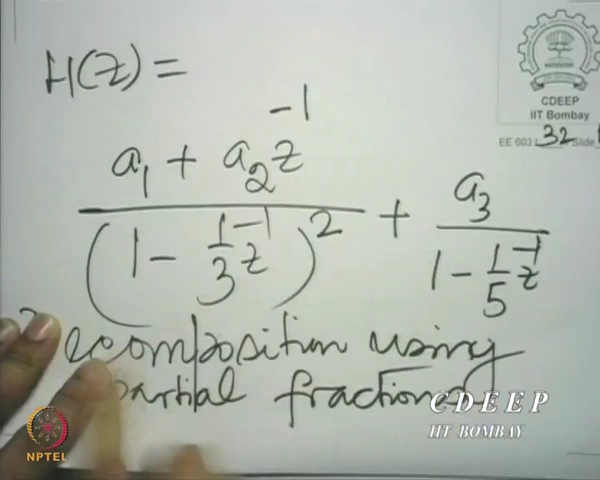 H(z) =
a₁ + a₂z⁻¹ / (1 - 1/3 z⁻¹)² + a₃ / 1 - 1/5 z⁻¹
ecomposition using
partial fractions
CDEEP
IIT Bombay
EE 603 L 32 Slide
CDEEP
IIT BOMBAY
NPTEL